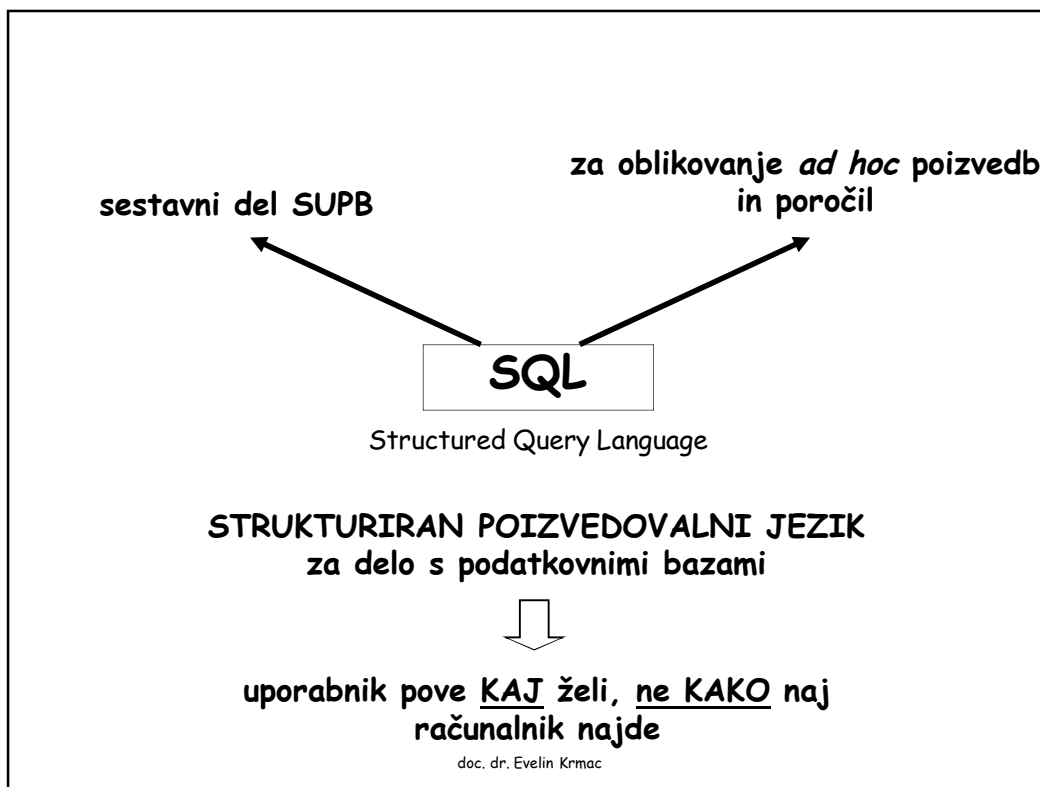 sestavni del SUPB
za oblikovanje ad hoc poizvedb
in poročil
SQL
Structured Query Language
STRUKTURIRAN POIZVEDOVALNI JEZIK
za delo s podatkovnimi bazami
uporabnik pove KAJ želi, ne KAKO naj
računalnik najde
doc. dr. Evelin Krmac